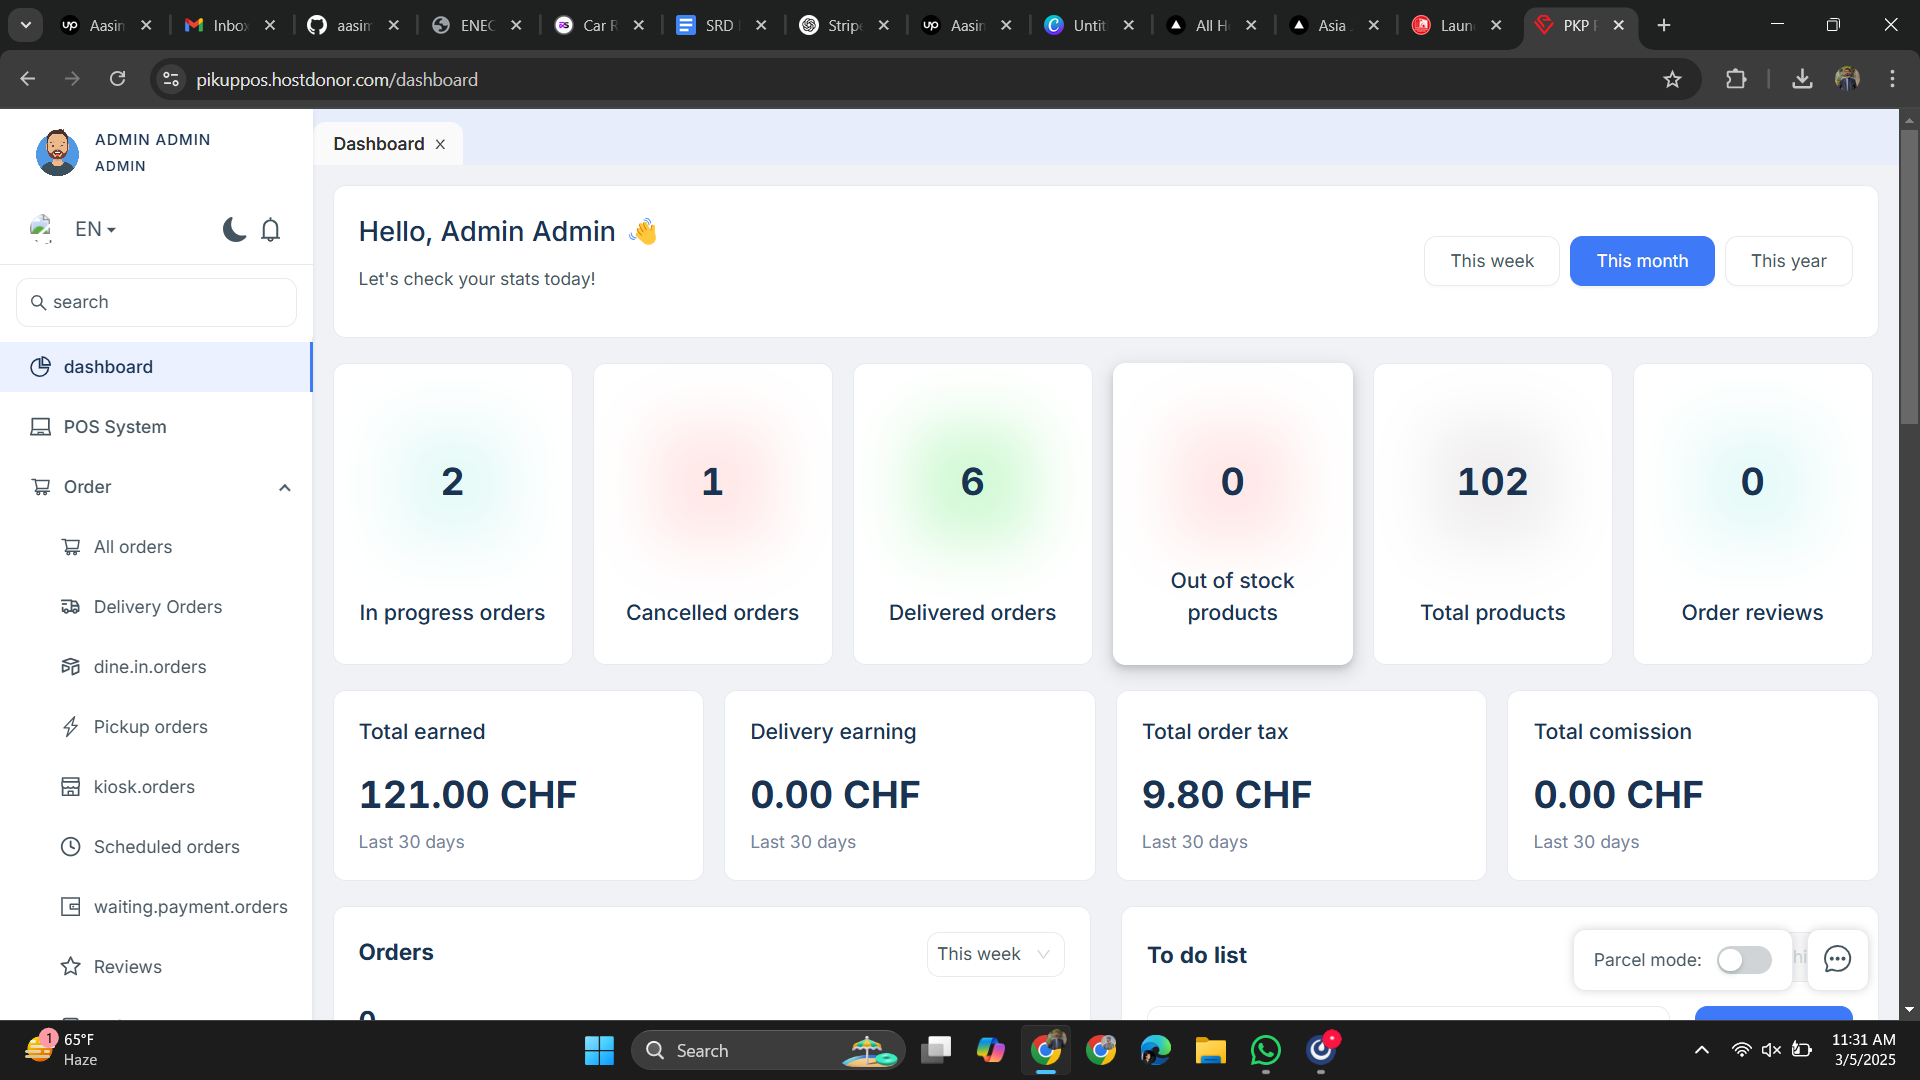 Aasin
Inbox
aasim
ENEC
Car R
SRD
Stripe
Aasin
Untit
All H
Asia
Laun
PKP F
pikuppos.hostdonor.com/dashboard
ADMIN ADMIN
ADMIN
EN
search
dashboard
POS System
Order
All orders
Delivery Orders
dine.in.orders
Pickup orders
kiosk.orders
Scheduled orders
waiting.payment.orders
Reviews
Dashboard
Hello, Admin Admin 👋
Let's check your stats today!
This week
This month
This year
2
In progress orders
1
Cancelled orders
6
Delivered orders
0
Out of stock
products
102
Total products
0
Order reviews
Total earned
121.00 CHF
Last 30 days
Delivery earning
0.00 CHF
Last 30 days
Total order tax
9.80 CHF
Last 30 days
Total comission
0.00 CHF
Last 30 days
Orders
This week
0
To do list
Parcel mode:
1
65°F
Haze
Search
11:31 AM
3/5/2025